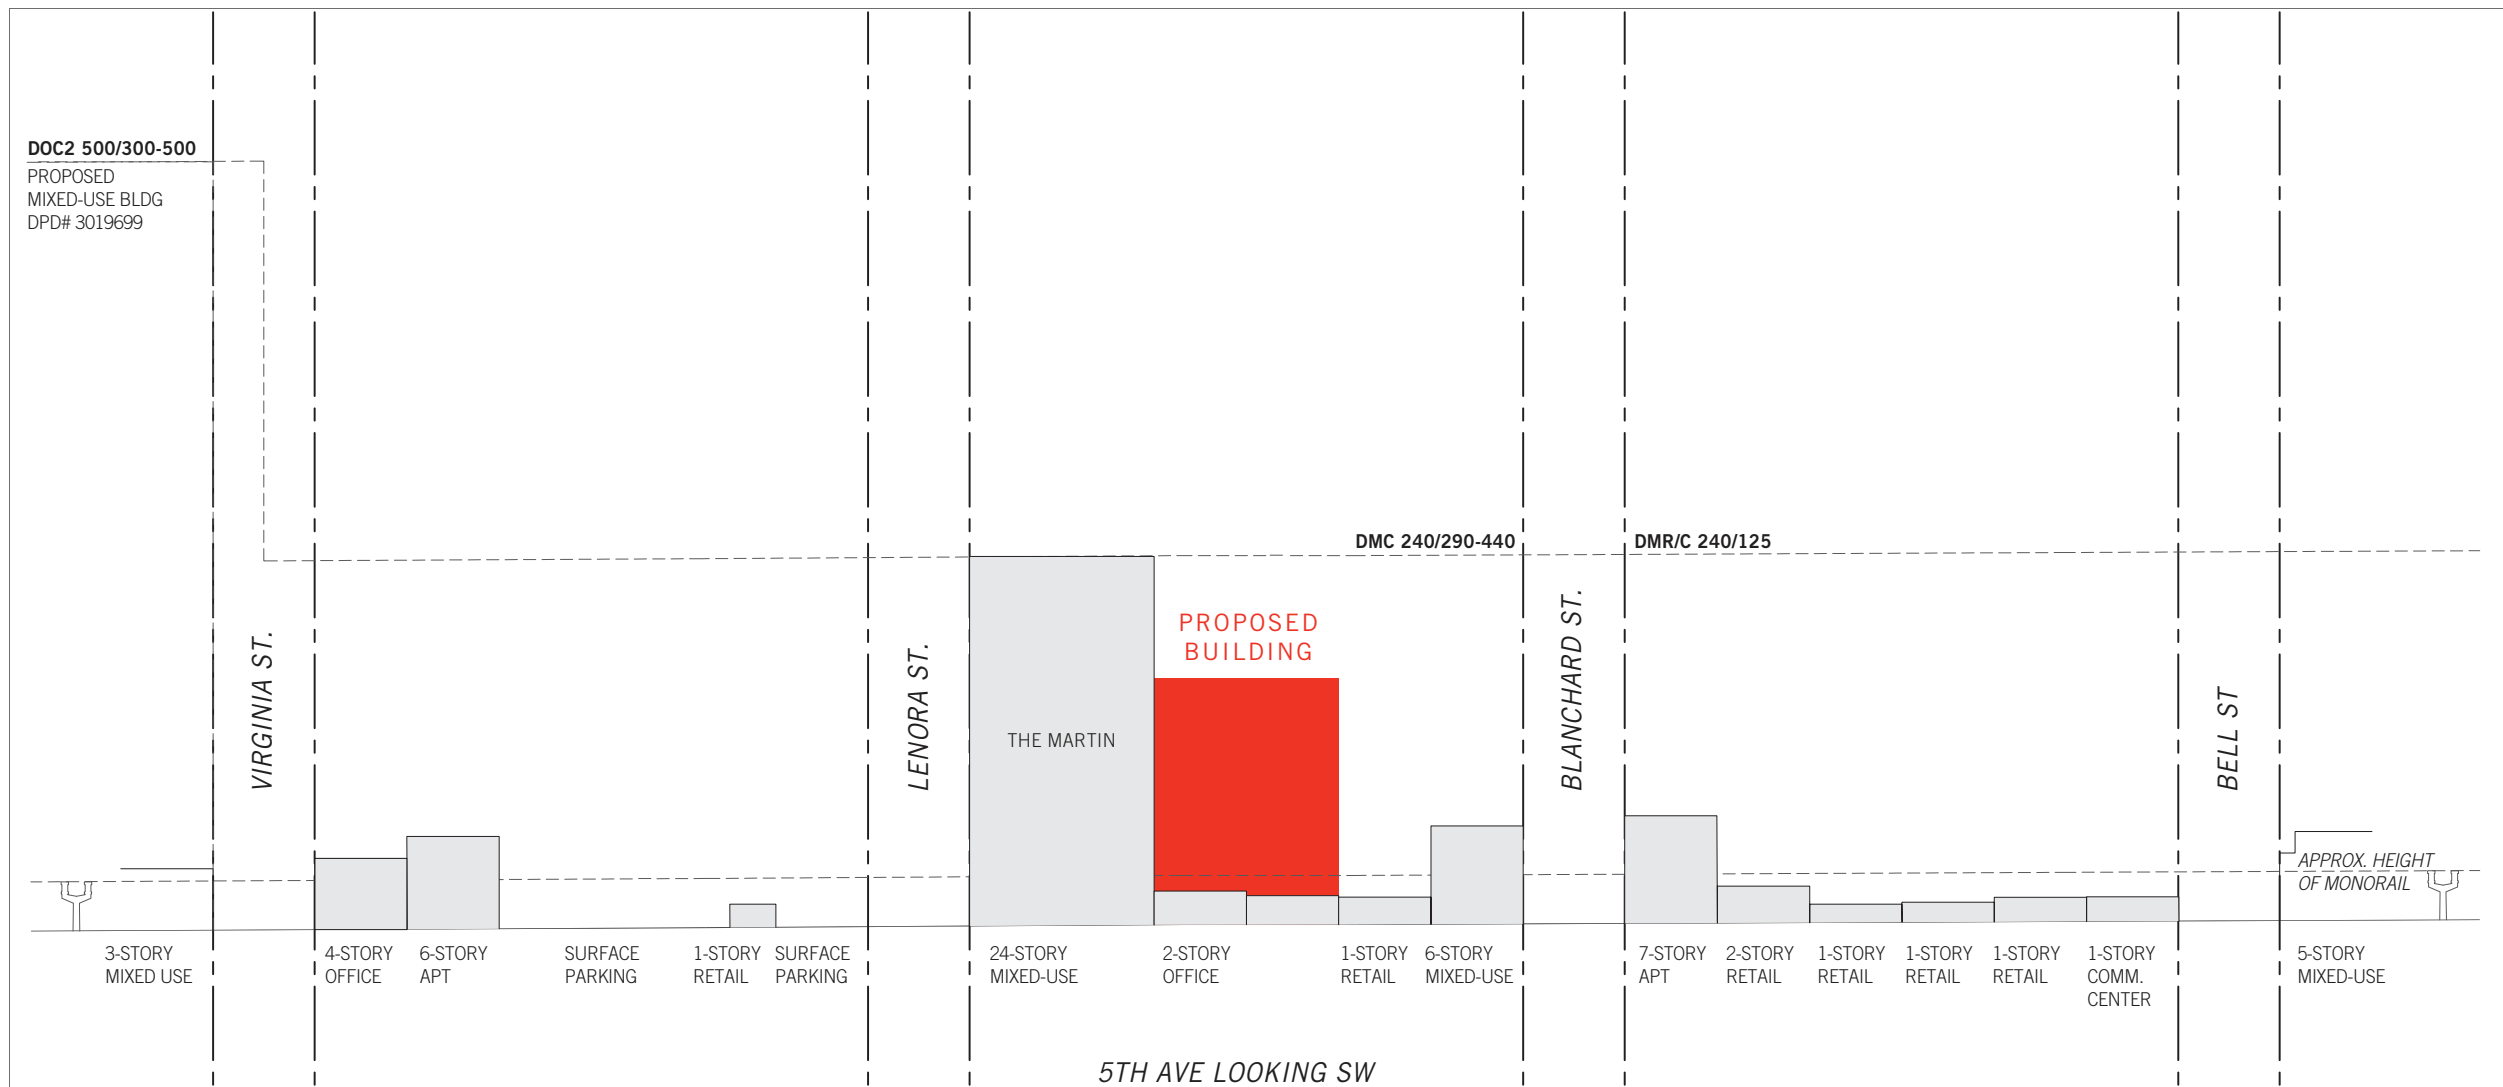 DOC2 500/300-500
PROPOSED
MIXED-USE BLDG
DPD# 3019699
DMC 240/290-440
DMR/C 240/125
PROPOSED
BUILDING
THE MARTIN
VIRGINIA ST.
LENORA ST.
BLANCHARD ST.
BELL ST
APPROX. HEIGHT
OF MONORAIL
3-STORY
MIXED USE
4-STORY
OFFICE
6-STORY
APT
SURFACE
PARKING
1-STORY
RETAIL
SURFACE
PARKING
24-STORY
MIXED-USE
2-STORY
OFFICE
1-STORY
RETAIL
6-STORY
MIXED-USE
7-STORY
APT
2-STORY
RETAIL
1-STORY
RETAIL
1-STORY
RETAIL
1-STORY
RETAIL
1-STORY
COMM.
CENTER
5-STORY
MIXED-USE
5TH AVE LOOKING SW